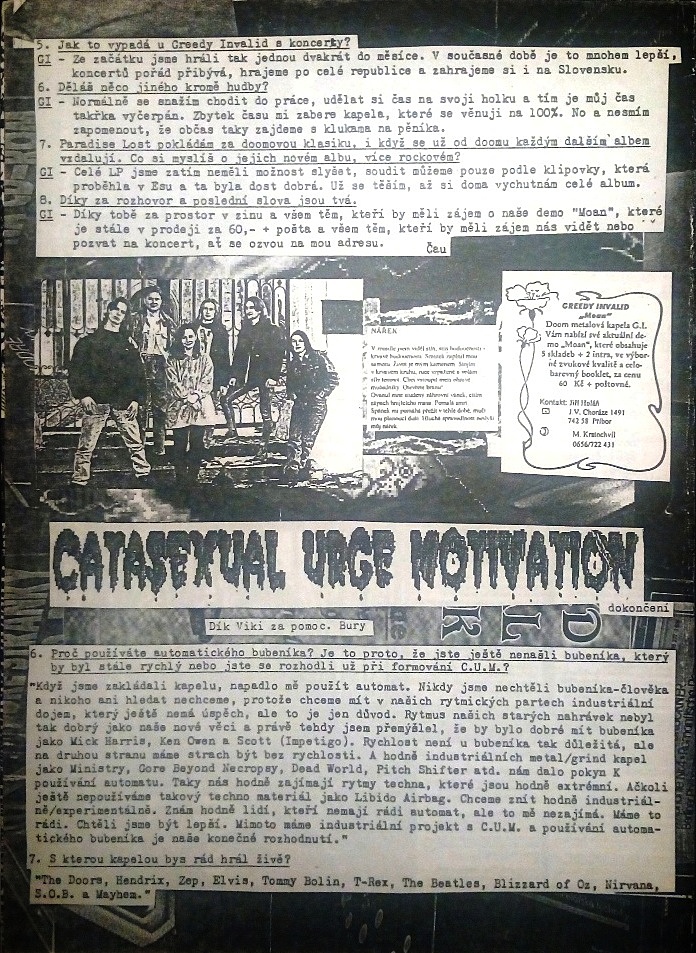 5. Jak to vypadá u Greedy Invalid s koncerty?
GI - Ze začátku jsme hráli tak jednou dvakrát do měsíce. V současné době je to mnohem lepší,
koncertů pořád přibývá, hrajeme po celé republice a zahrajeme si i na Slovensku.
6. Děláš něco jiného kromě hudby?
GI - Normálně se snažím chodit do práce, udělat si čas na svoji holku a tím je můj čas
takřka vyčerpán. Zbytek času mi zabere kapela, které se věnuji na 100%. No a nesmím
zapomenout, že občas taky zajdeme s klukama na pěníka.
7. Paradise Lost pokládám za doomovou klasiku, i když se už od doomu každým dalším albem
vzdalují. Co si myslíš o jejich novém albu, více rockovém?
GI - Celé LP jsme zatím neměli možnost slyšet, soudit můžeme pouze podle klipovky, která
proběhla v Esu a ta byla dost dobrá. Už se těším, až si doma vychutnám celé album.
8. Díky za rozhovor a poslední slova jsou tvá.
GI - Díky tobě za prostor v zinu a všem těm, kteří by měli zájem o naše demo "Moan", které
je stále v prodeji za 60,- + pošta a všem těm, kteří by měli zájem nás vidět nebo
pozvat na koncert, ať se ozvou na mou adresu.
Čau
NÁREK
GREEDY INVALID
„Moan"
Doom metalová kapela G.I.
Vám nabízí své aktuální de-
mo „Moan", které obsahuje
5 skladeb + 2 intra, ve výbor-
né zvukové kvalitě a celo-
barevný booklet, za cenu
60 Kč + poštovné.
Kontakt: Jiří Holáň
J.V. Choráze 1491
742 58 Příbor
M. Kratochvíl
0656/722 431
CATASEXUAL URGE MOTIVATION
dokončení
Dík Viki za pomoc. Bury
6. Proč používáte automatického bubeníka? Je to proto, že jste ještě nenašli bubeníka, který
by byl stále rychlý nebo jste se rozhodli už při formování C.U.M.?
"Když jsme zakládali kapelu, napadlo mě použít automat. Nikdy jsme nechtěli bubeníka-člověka
a nikoho ani hledat nechceme, protože chceme mít v našich rytmických partech industriální
dojem, který ještě nemá úspěch, ale to je jen důvod. Rytmus našich starých nahrávek nebyl
tak dobrý jako naše nové věci a právě tehdy jsem přemýšlel, že by bylo dobré mít bubeníka
jako Mick Harris, Ken Owen a Scott (Impetigo). Rychlost není u bubeníka tak důležitá, ale
na druhou stranu máme strach být bez rychlosti. A hodně industriálních metal/grind kapel
jako Ministry, Gore Beyond Necropsy, Dead World, Pitch Shifter atd. nám dalo pokyn K
používání automatu. Taky nás hodně zajímají rytmy techna, které jsou hodně extrémní. Ačkoli
ještě nepoužíváme takový techno materiál jako Libido Airbag. Chceme znít hodně industriál-
ně/experimentálně. Znám hodně lidí, kteří nemají rádi automat, ale to mě nezajímá. Máme to
rádi. Chtěli jsme být lepší. Mimoto máme industriální projekt s C.U.M. a používání automa-
tického bubeníka je naše konečné rozhodnutí."
7. S kterou kapelou bys rád hrál živě?
"The Doors, Hendrix, Zep, Elvis, Tommy Bolin, T-Rex, The Beatles, Blizzard of Oz, Nirvana,
S.O.B. a Mayhem."